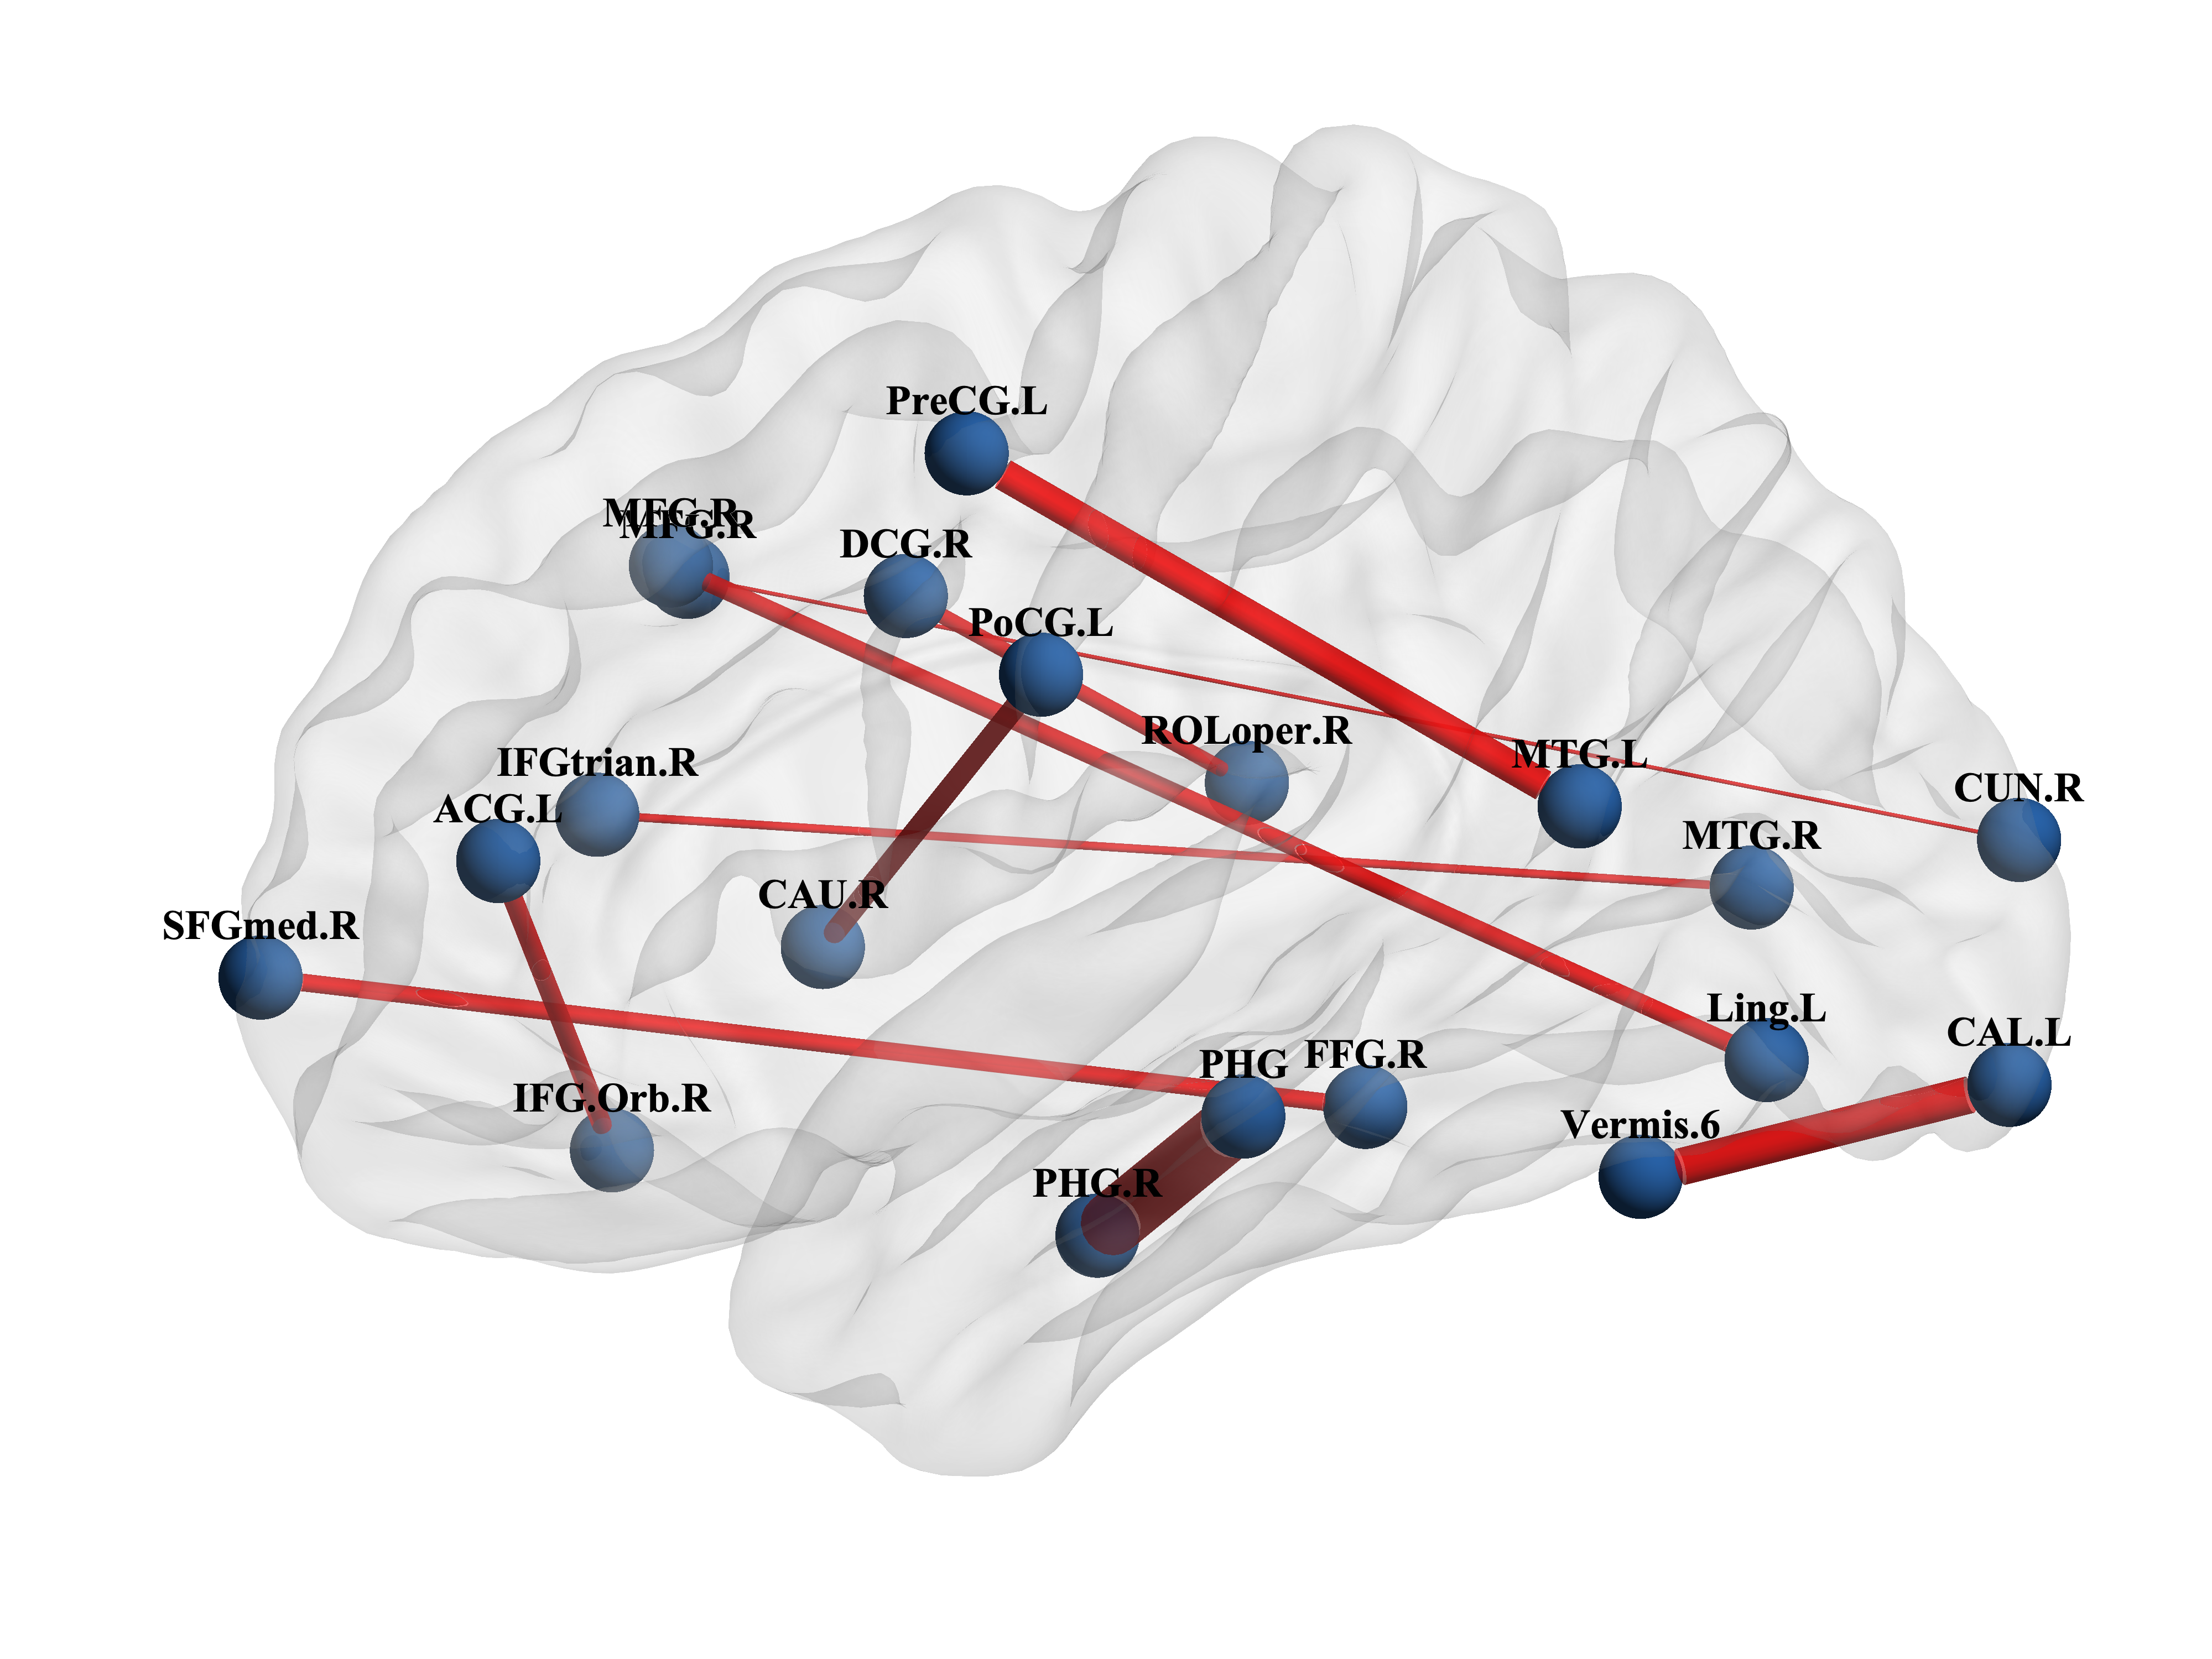 PreCG.L
MFG.R
MFG.R
DCG.R
PoCG.L
ROLoper.R
IFGtrian.R
MTG.L
CUN.R
ACG.L
MTG.R
CAU.R
SFGmed.R
Ling.L
CAL.L
PHG
FFG.R
IFG.Orb.R
Vermis.6
PHG.R